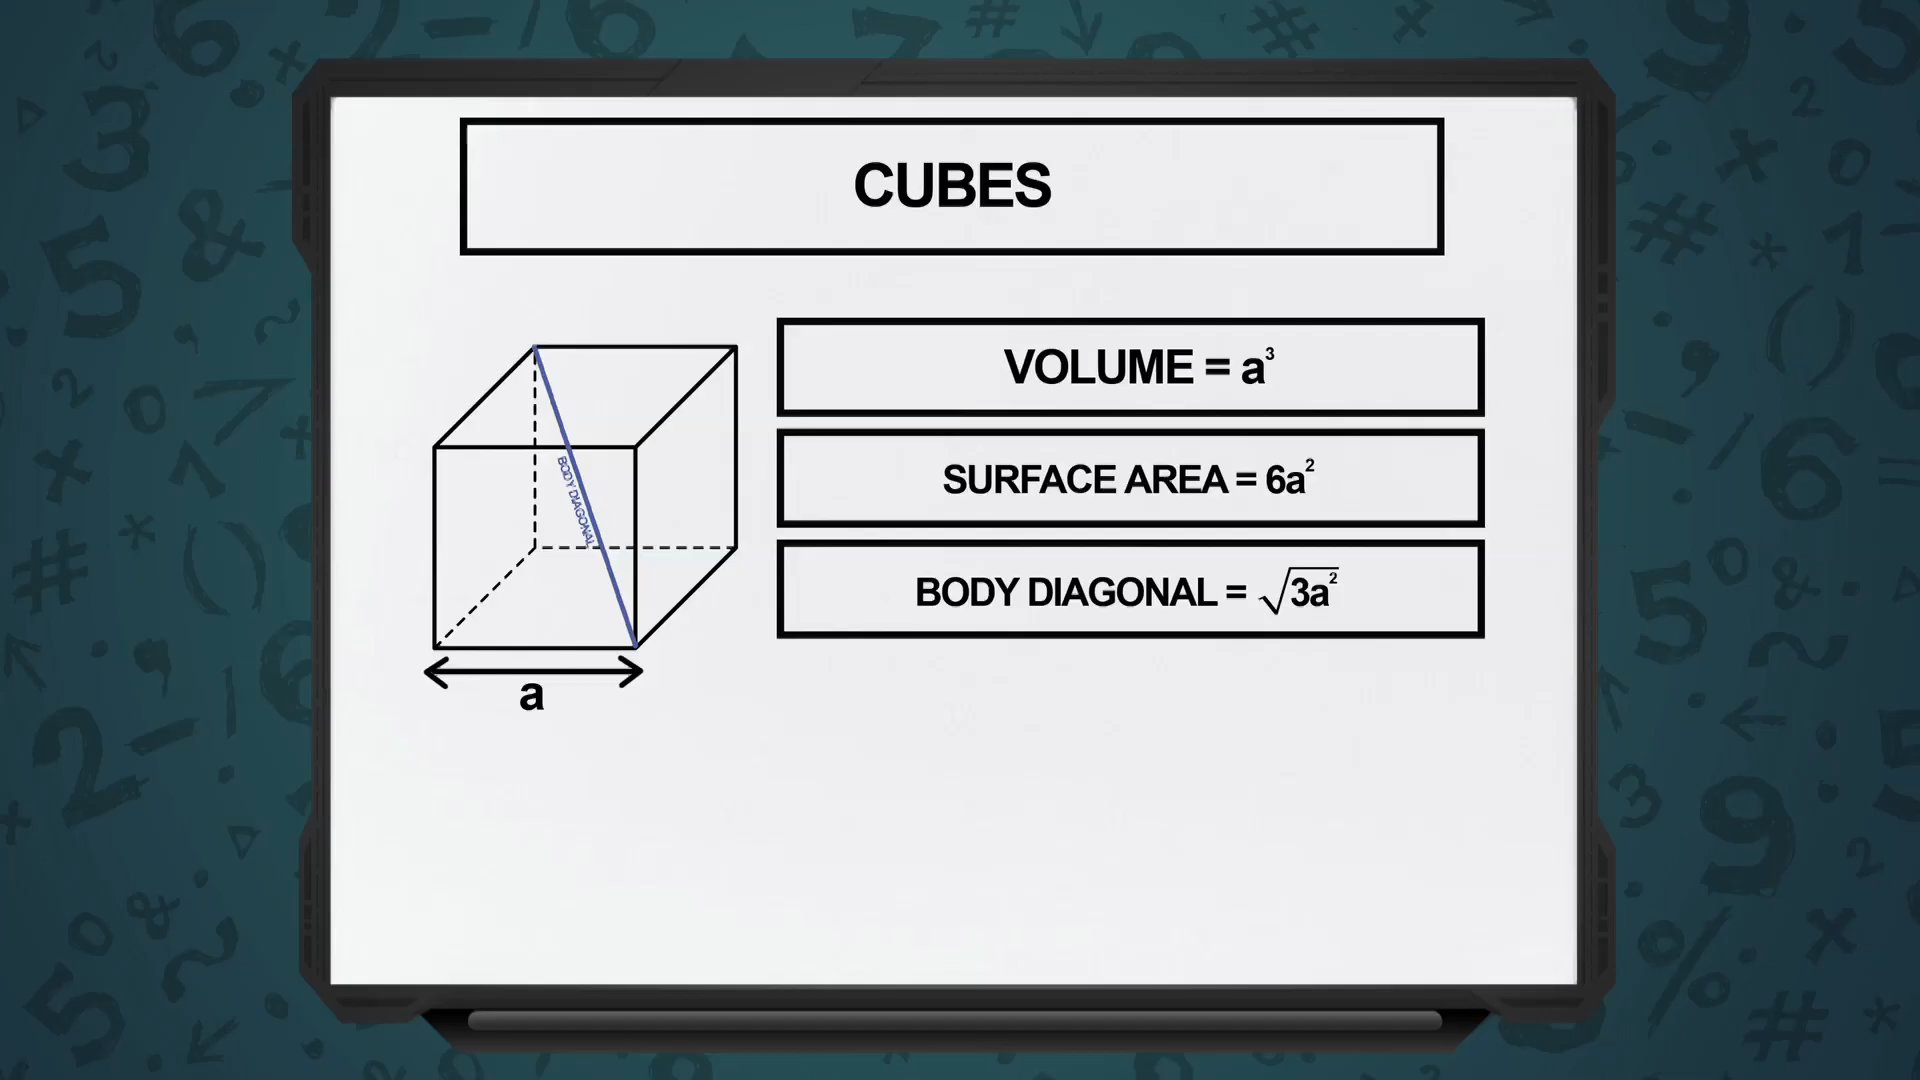 CUBES
VOLUME = a³
SURFACE AREA = 6a²
BODY DIAGONAL = √3a²
BODY DIAGONAL
a